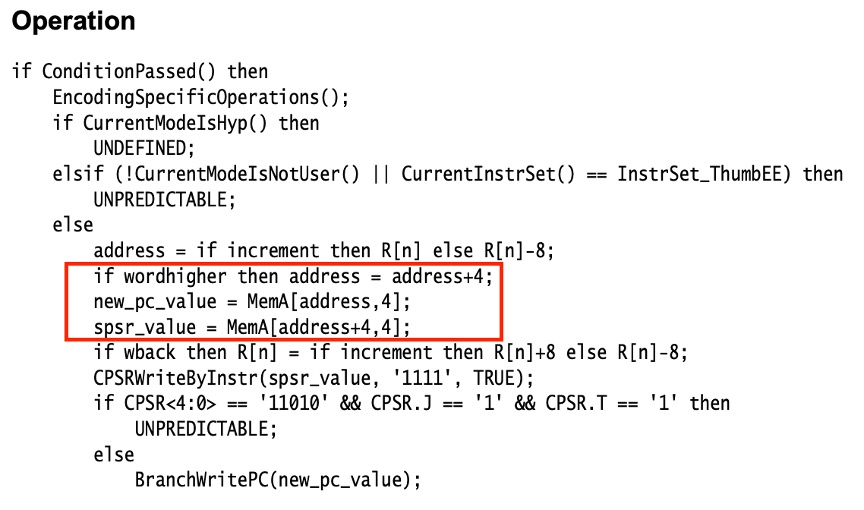 Operation
if ConditionPassed() then
EncodingSpecificOperations();
if CurrentModeIsHyp() then
UNDEFINED;
elsif (!CurrentModeIsNotUser() || CurrentInstrSet() == InstrSet_ThumbEE) then
UNPREDICTABLE;
else
address = if increment then R[n] else R[n]-8;
if wordhigher then address = address+4;
new_pc_value = MemA[address,4];
spsr_value = MemA[address+4,4];
if wback then R[n] = if increment then R[n]+8 else R[n]-8;
CPSRWriteByInstr(spsr_value, '1111', TRUE);
if CPSR<4:0> == '11010' && CPSR.J == '1' && CPSR.T == '1' then
UNPREDICTABLE;
else
BranchWritePC(new_pc_value);